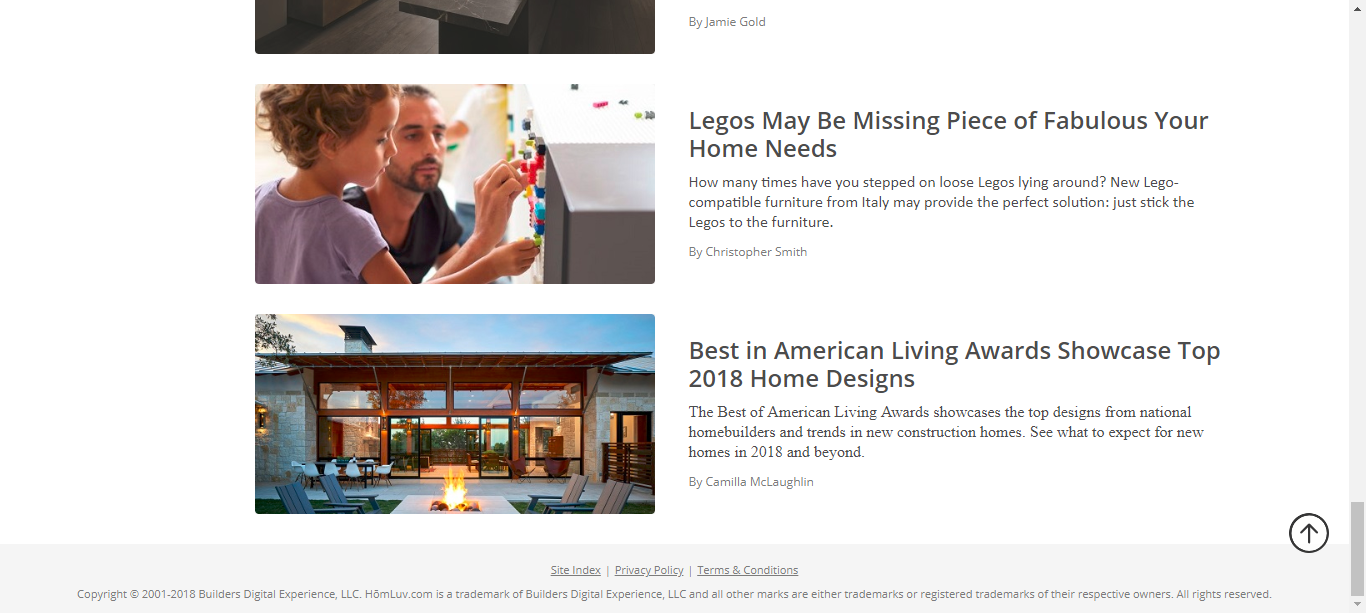 By Jamie Gold
Legos May Be Missing Piece of Fabulous Your
Home Needs
How many times have you stepped on loose Legos lying around? New Lego-
compatible furniture from Italy may provide the perfect solution: just stick the
Legos to the furniture.
By Christopher Smith
Best in American Living Awards Showcase Top
2018 Home Designs
The Best of American Living Awards showcases the top designs from national
homebuilders and trends in new construction homes. See what to expect for new
homes in 2018 and beyond.
By Camilla McLaughlin
Site Index | Privacy Policy | Terms & Conditions
Copyright © 2001-2018 Builders Digital Experience, LLC. HōmLuv.com is a trademark of Builders Digital Experience, LLC and all other marks are either trademarks or registered trademarks of their respective owners. All rights reserved.